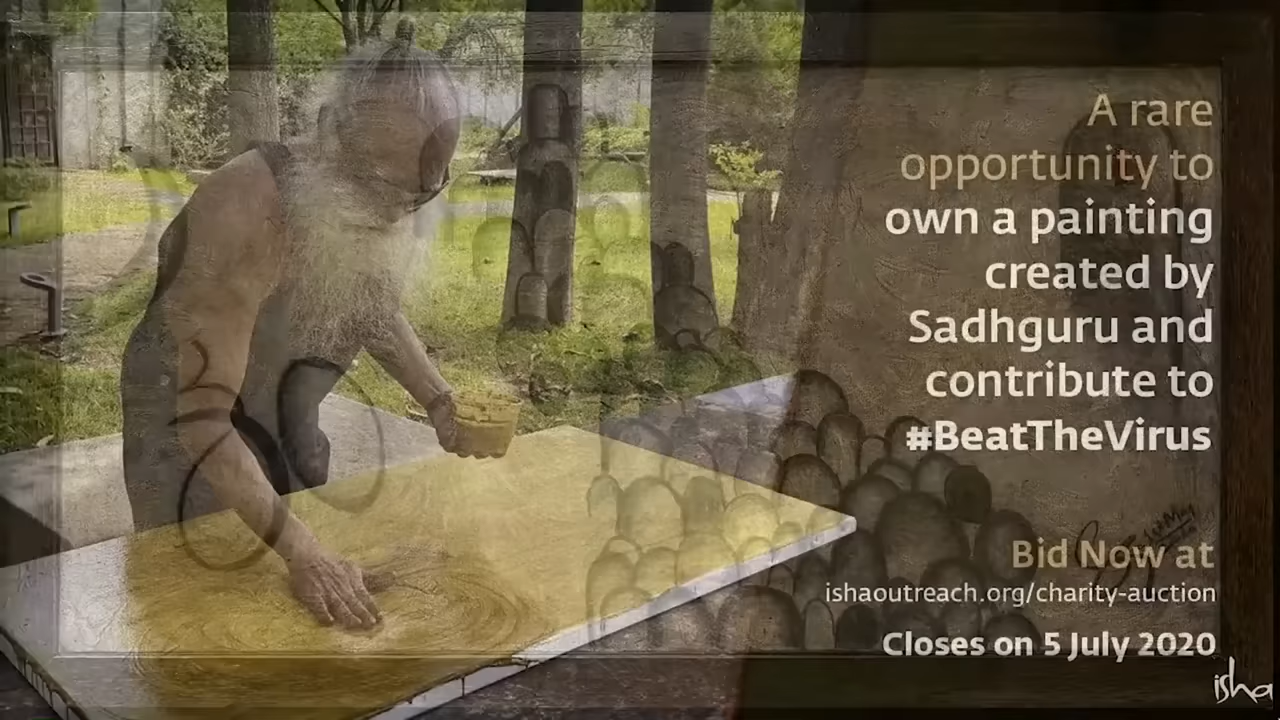 A rare
opportunity to
own a painting
created by
Sadhguru and
contribute to
#BeatTheVirus
Bid Now at
ishaoutreach.org/charity-auction
Closes on 5 July 2020
isha